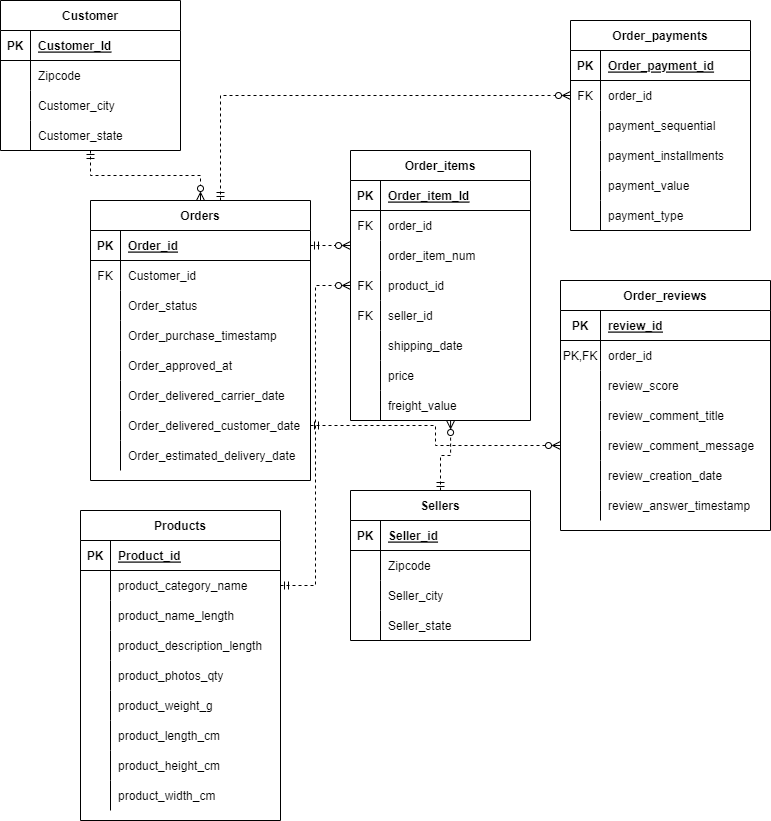 Customer
PK Customer_Id
Zipcode
Customer_city
Customer_state
Order_payments
PK Order_payment_id
FK order_id
payment_sequential
payment_installments
payment_value
payment_type
Order_items
PK Order_item_Id
FK order_id
order_item_num
FK product_id
FK seller_id
shipping_date
price
freight_value
Orders
PK Order_id
FK Customer_id
Order_status
Order_purchase_timestamp
Order_approved_at
Order_delivered_carrier_date
Order_delivered_customer_date
Order_estimated_delivery_date
Order_reviews
PK review_id
PK,FK order_id
review_score
review_comment_title
review_comment_message
review_creation_date
review_answer_timestamp
Sellers
PK Seller_id
Zipcode
Seller_city
Seller_state
Products
PK Product_id
product_category_name
product_name_length
product_description_length
product_photos_qty
product_weight_g
product_length_cm
product_height_cm
product_width_cm